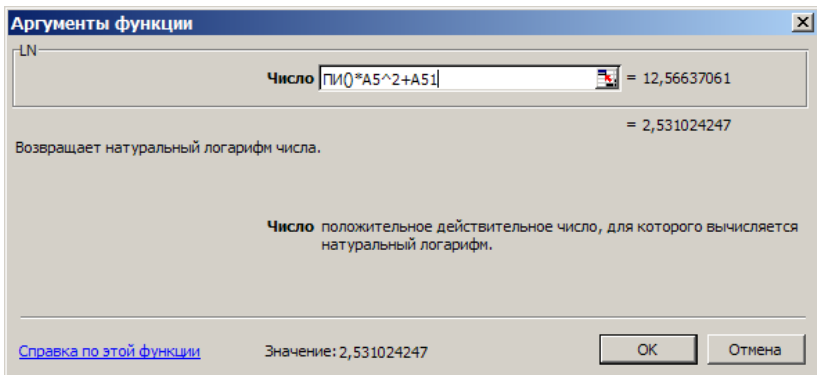 Аргументы функции
LN
Число ПИ()*A5^2+A51 = 12,56637061
= 2,531024247
Возвращает натуральный логарифм числа.
Число положительное действительное число, для которого вычисляется
натуральный логарифм.
Справка по этой функции Значение: 2,531024247 OK Отмена